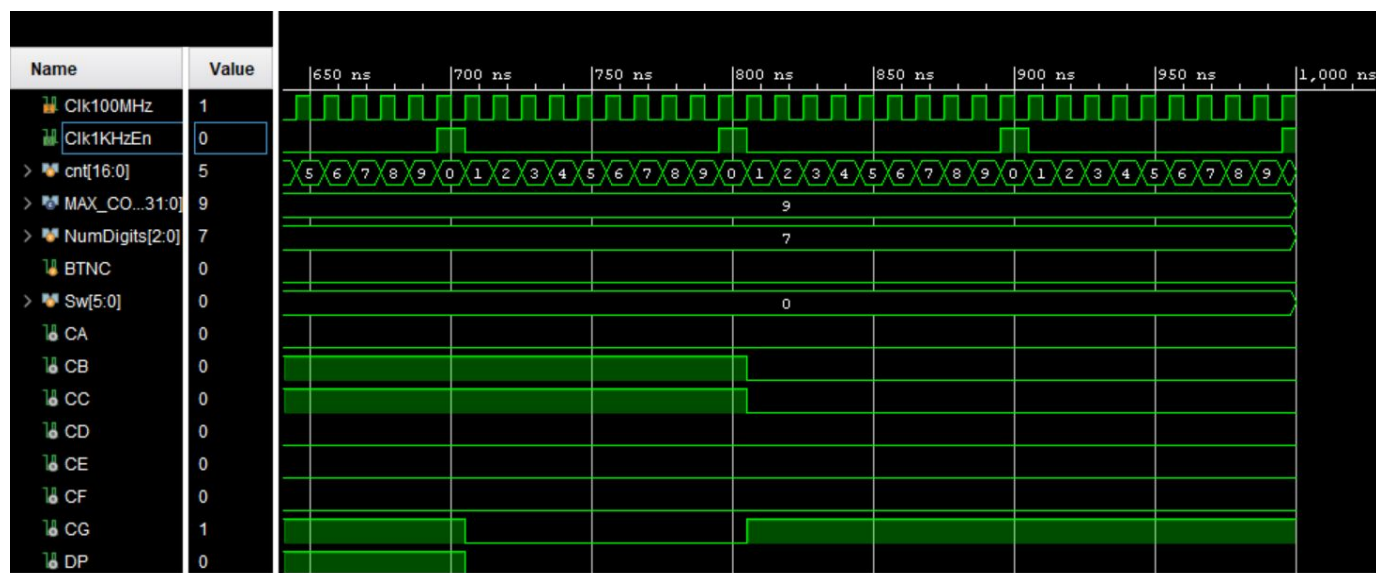 Name Value 650 ns 700 ns 750 ns 800 ns 850 ns 900 ns 950 ns 1,000 ns
Clk100MHz 1
Clk1KHzEn 0
cnt[16:0] 5 5 6 7 8 9 0 1 2 3 4 5 6 7 8 9 0 1 2 3 4 5 6 7 8 9 0 1 2 3 4 5 6 7 8 9
MAX_CO...31:0] 9 9
NumDigits[2:0] 7 7
BTNC 0
Sw[5:0] 0 0
CA 0
CB 0
CC 0
CD 0
CE 0
CF 0
CG 1
DP 0